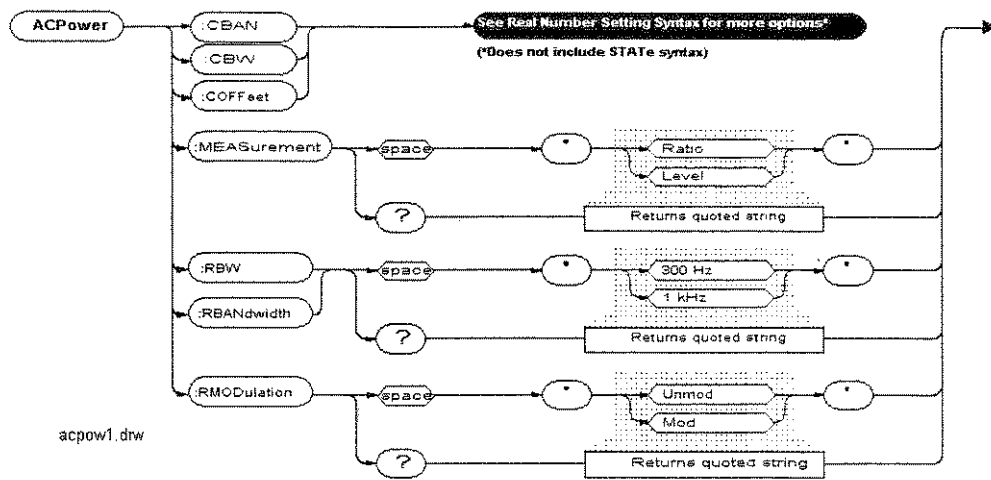 ACPower
:CBAN
See Real Number Setting Syntax for more options*
(*Does not include STATe syntax)
:CBW
:COFFset
:MEASurement
space
"
Ratio
"
Level
?
Returns quoted string
:RBW
space
"
300 Hz
"
:RBANdwidth
1 kHz
?
Returns quoted string
:RMODulation
space
"
Unmod
"
Mod
?
Returns quoted string
acpow1.drw